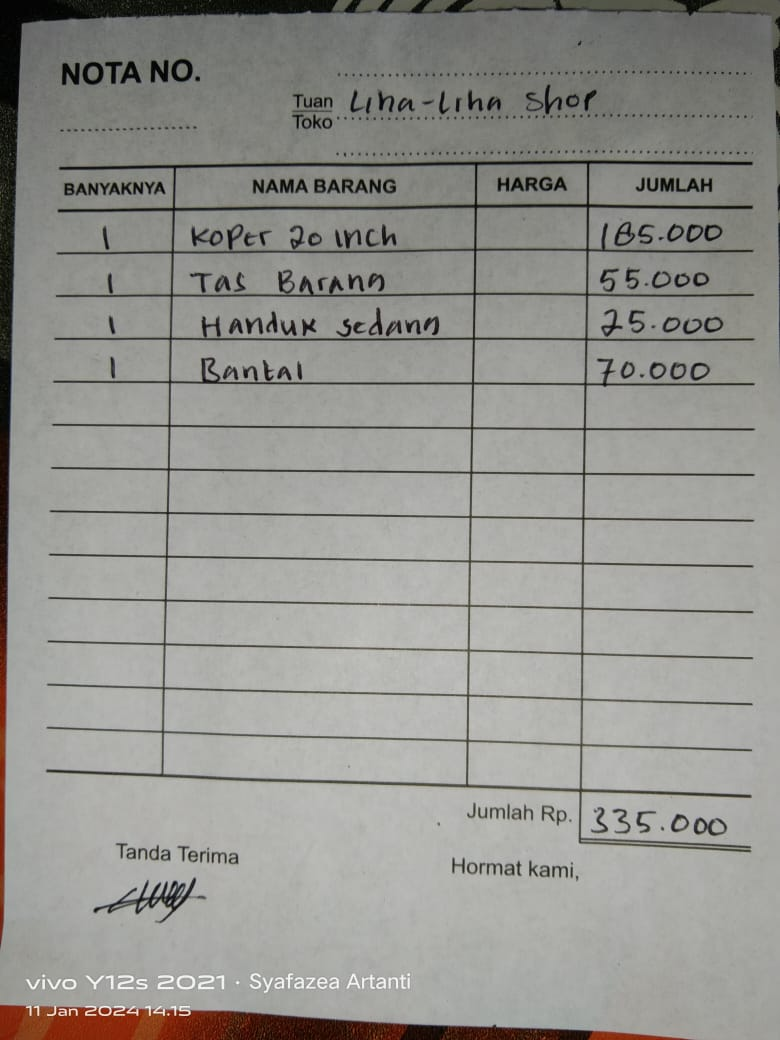 NOTA NO.
Tuan Liha-Liha Shop
Toko
BANYAKNYA NAMA BARANG HARGA JUMLAH
1 Koper 20 inch 185.000
1 Tas Barang 55.000
1 Handuk sedang 25.000
1 Bantal 70.000
Jumlah Rp. 335.000
Tanda Terima
Hormat kami,
vivo Y12s 2021 · Syafazea Artanti
11 Jan 2024 14.15